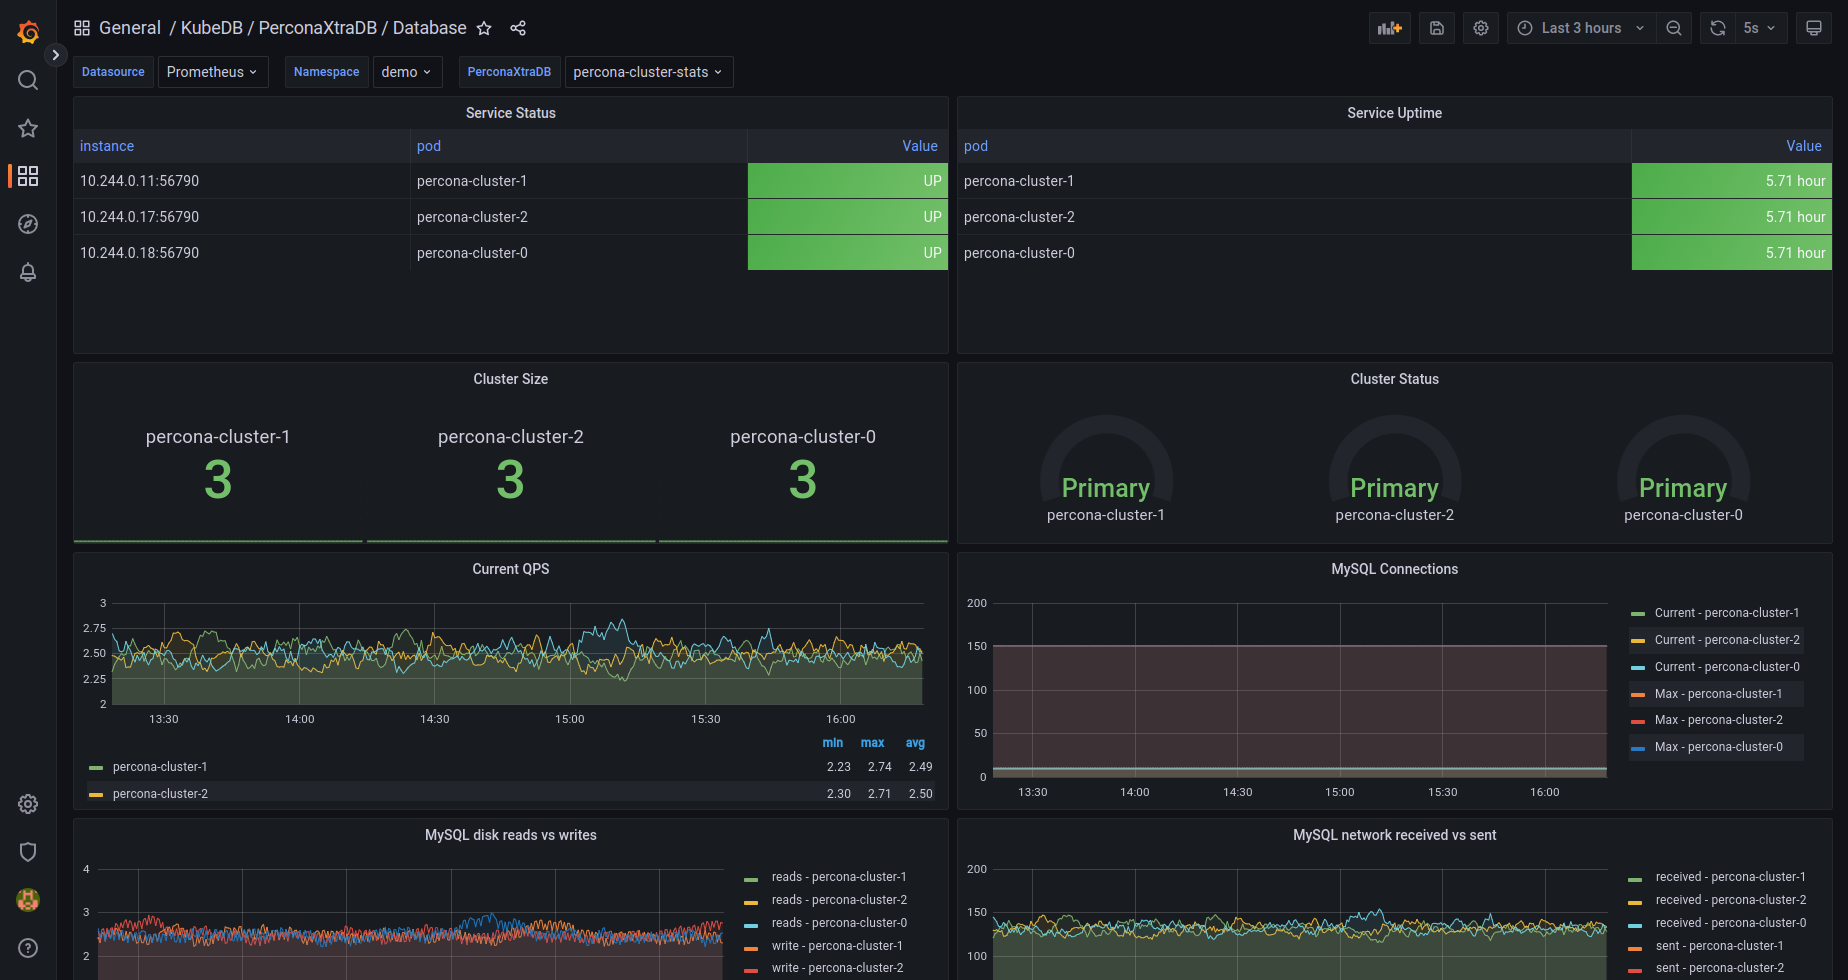 General / KubeDB / PerconaXtraDB / Database
Last 3 hours
5s
Datasource Prometheus Namespace demo PerconaXtraDB percona-cluster-stats
Service Status
instance pod Value
10.244.0.11:56790 percona-cluster-1 UP
10.244.0.17:56790 percona-cluster-2 UP
10.244.0.18:56790 percona-cluster-0 UP
Service Uptime
pod Value
percona-cluster-1 5.71 hour
percona-cluster-2 5.71 hour
percona-cluster-0 5.71 hour
Cluster Size
percona-cluster-1 percona-cluster-2 percona-cluster-0
3 3 3
Cluster Status
Primary Primary Primary
percona-cluster-1 percona-cluster-2 percona-cluster-0
Current QPS
3
2.75
2.50
2.25
2
13:30 14:00 14:30 15:00 15:30 16:00
min max avg
percona-cluster-1 2.23 2.74 2.49
percona-cluster-2 2.30 2.71 2.50
MySQL Connections
200
150
100
50
0
13:30 14:00 14:30 15:00 15:30 16:00
Current - percona-cluster-1
Current - percona-cluster-2
Current - percona-cluster-0
Max - percona-cluster-1
Max - percona-cluster-2
Max - percona-cluster-0
MySQL disk reads vs writes
4
3
2
reads - percona-cluster-1
reads - percona-cluster-2
reads - percona-cluster-0
write - percona-cluster-1
write - percona-cluster-2
MySQL network received vs sent
200
150
100
received - percona-cluster-1
received - percona-cluster-2
received - percona-cluster-0
sent - percona-cluster-1
sent - percona-cluster-2